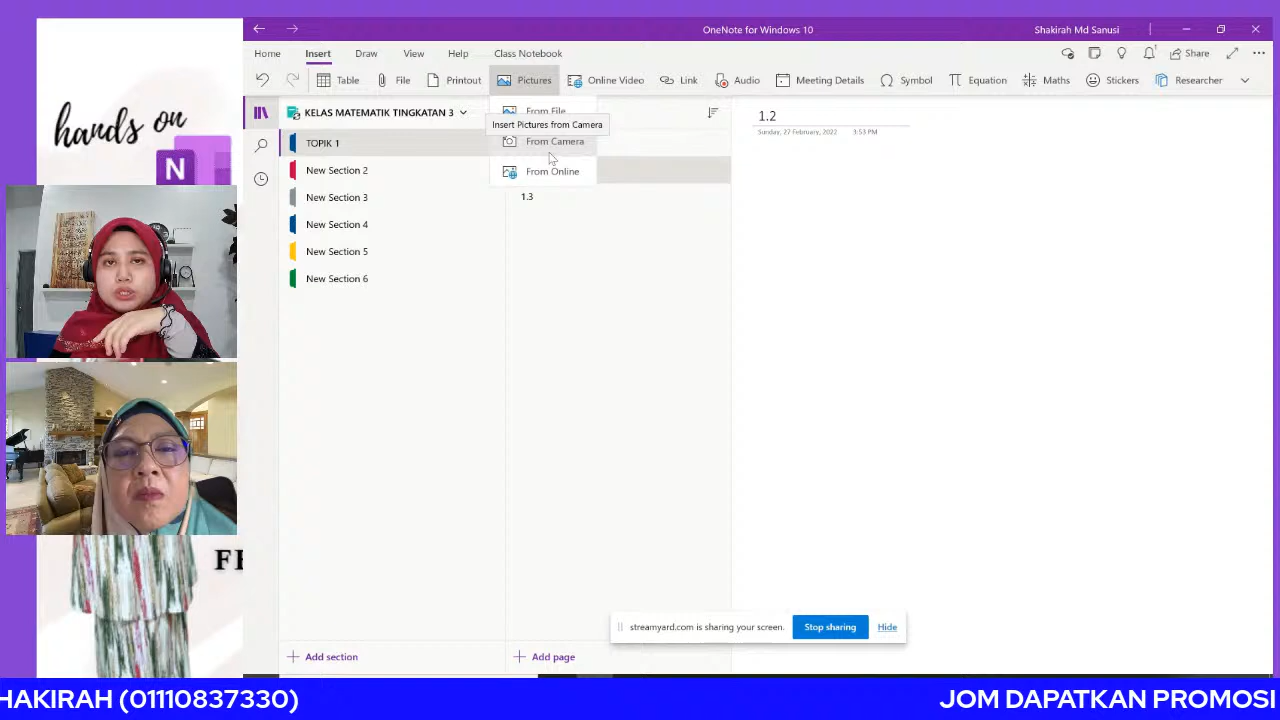 OneNote for Windows 10
Shakirah Md Sanusi
Home Insert Draw View Help Class Notebook
Share
Table File Printout Pictures Online Video Link Audio Meeting Details Symbol Equation Maths Stickers Researcher
hands on
N
KELAS MATEMATIK TINGKATAN 3
From File
Insert Pictures from Camera
From Camera
From Online
TOPIK 1
New Section 2
New Section 3
New Section 4
New Section 5
New Section 6
1.3
1.2
Sunday, 27 February, 2022 3:53 PM
FE
streamyard.com is sharing your screen. Stop sharing Hide
Add section
Add page
HAKIRAH (01110837330)
JOM DAPATKAN PROMOSI